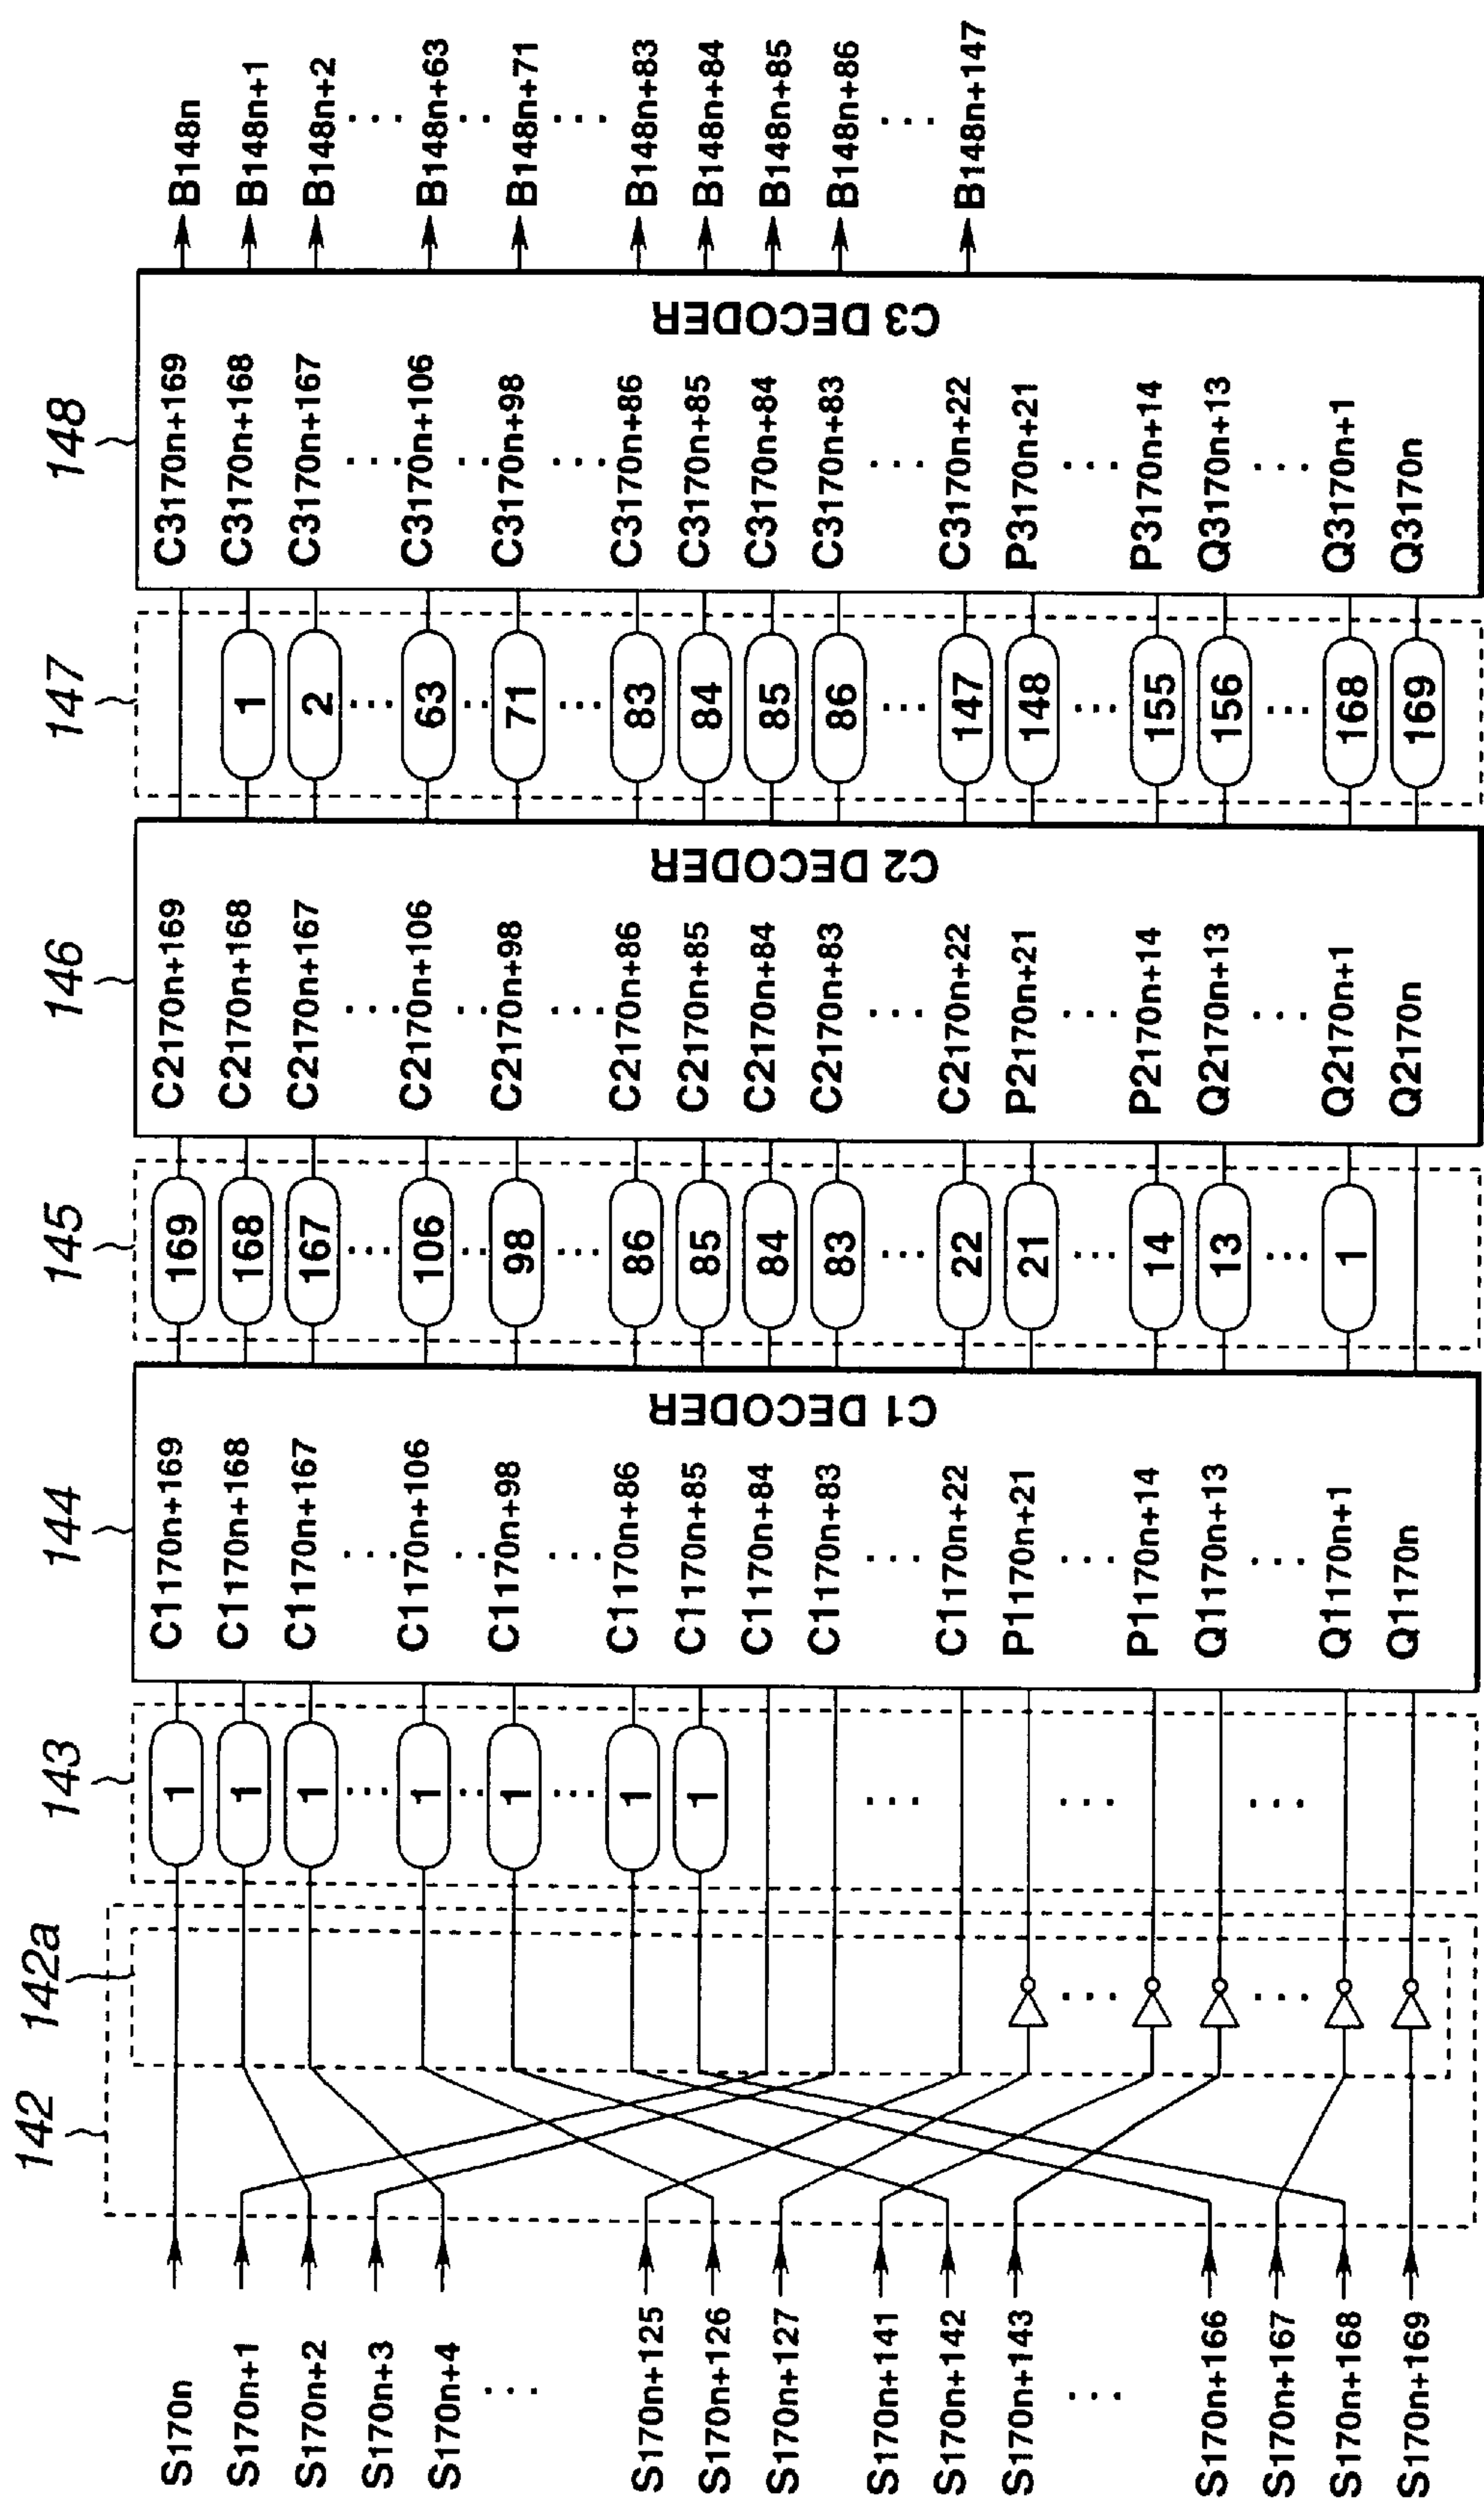 142
142a
143
144
145
146
147
148
S170n
S170n+1
S170n+2
S170n+3
S170n+4
...
S170n+125
S170n+126
S170n+127
S170n+141
S170n+142
S170n+143
...
S170n+166
S170n+167
S170n+168
S170n+169
...
...
1
1
1
...
1
..
1
...
1
1
...
...
...
C1170n+169
C1170n+168
C1170n+167
...
C1170n+106
..
C1170n+98
...
C1170n+86
C1170n+85
C1170n+84
C1170n+83
...
C1170n+22
P1170n+21
...
P1170n+14
Q1170n+13
...
Q1170n+1
Q1170n
C1 DECODER
169
168
167
...
106
..
98
...
86
85
84
83
...
22
21
...
14
13
...
1
C2170n+169
C2170n+168
C2170n+167
...
C2170n+106
..
C2170n+98
...
C2170n+86
C2170n+85
C2170n+84
C2170n+83
...
C2170n+22
P2170n+21
...
P2170n+14
Q2170n+13
...
Q2170n+1
Q2170n
C2 DECODER
1
2
...
63
..
71
...
83
84
85
86
...
147
148
...
155
156
...
168
169
C3170n+169
C3170n+168
C3170n+167
...
C3170n+106
..
C3170n+98
...
C3170n+86
C3170n+85
C3170n+84
C3170n+83
...
C3170n+22
P3170n+21
...
P3170n+14
Q3170n+13
...
Q3170n+1
Q3170n
C3 DECODER
B148n
B148n+1
B148n+2
...
B148n+63
..
B148n+71
...
B148n+83
B148n+84
B148n+85
B148n+86
...
B148n+147